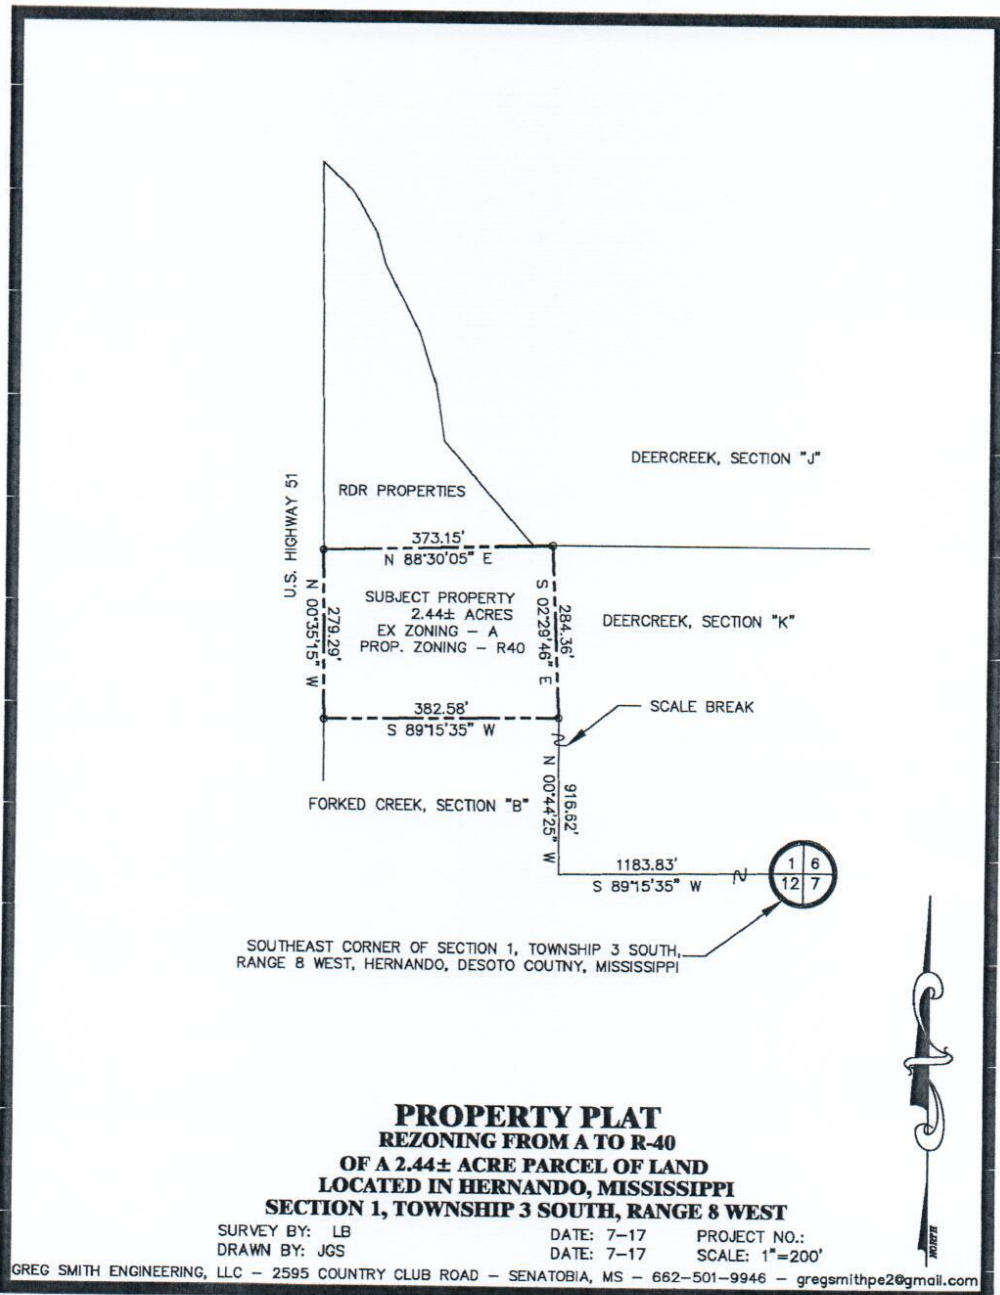 DEERCREEK, SECTION "J"
U.S. HIGHWAY 51
RDR PROPERTIES
373.15'
N 88°30'05" E
N 00°35'15" W
279.29'
SUBJECT PROPERTY
2.44± ACRES
EX ZONING - A
PROP. ZONING - R40
S 02°29'46" E
284.36'
DEERCREEK, SECTION "K"
382.58'
S 89°15'35" W
SCALE BREAK
FORKED CREEK, SECTION "B"
N 00°44'25" W
916.62'
1183.83'
S 89°15'35" W
1 6
12 7
SOUTHEAST CORNER OF SECTION 1, TOWNSHIP 3 SOUTH,
RANGE 8 WEST, HERNANDO, DESOTO COUTNY, MISSISSIPPI
NORTH
PROPERTY PLAT
REZONING FROM A TO R-40
OF A 2.44± ACRE PARCEL OF LAND
LOCATED IN HERNANDO, MISSISSIPPI
SECTION 1, TOWNSHIP 3 SOUTH, RANGE 8 WEST
SURVEY BY: LB DATE: 7-17 PROJECT NO.:
DRAWN BY: JGS DATE: 7-17 SCALE: 1"=200'
GREG SMITH ENGINEERING, LLC - 2595 COUNTRY CLUB ROAD - SENATOBIA, MS - 662-501-9946 - gregsmithpe2@gmail.com